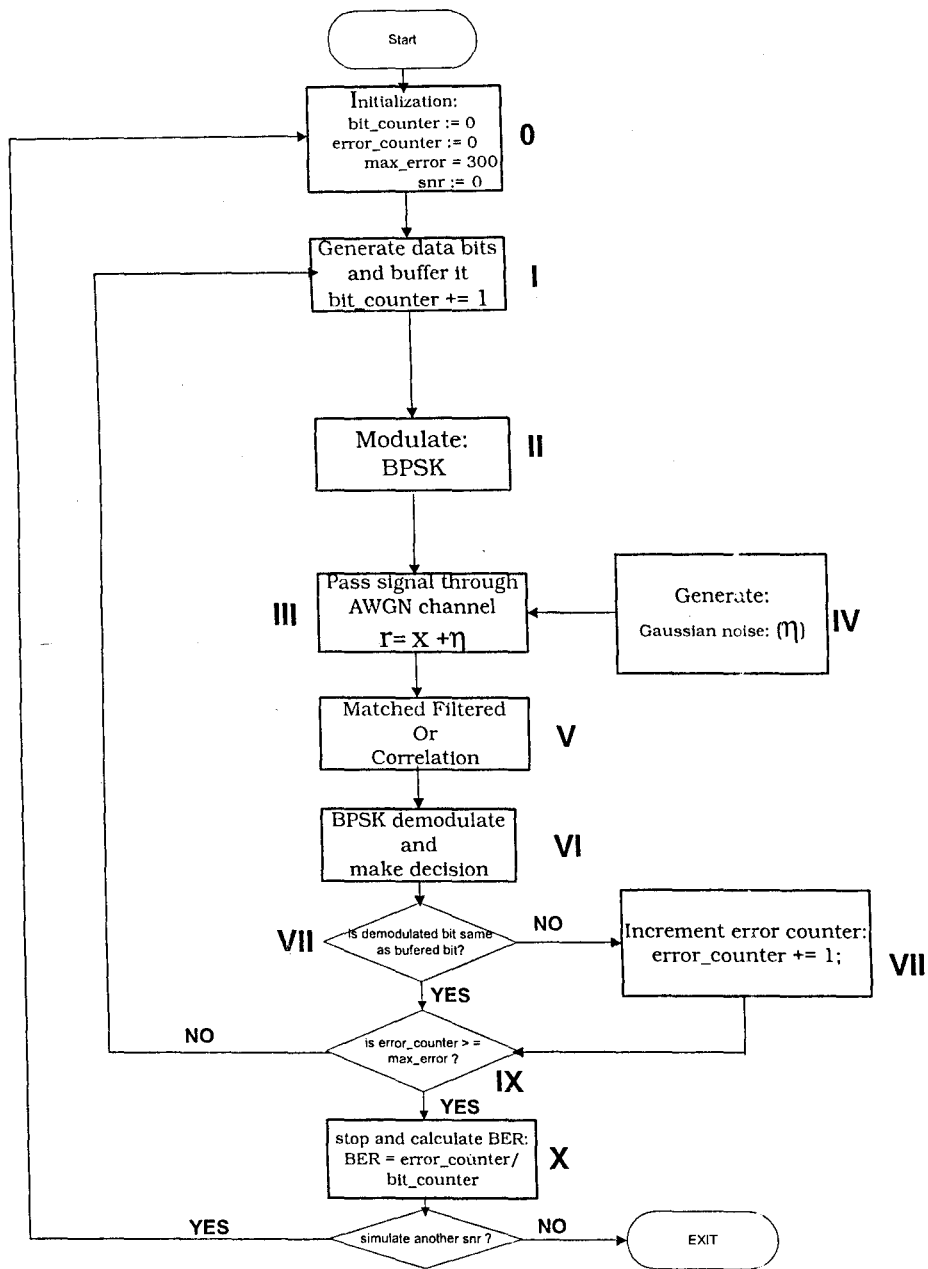 Start
Initialization:
bit_counter := 0
error_counter := 0
max_error = 300
snr := 0
0
Generate data bits
and buffer it
bit_counter += 1
I
Modulate:
BPSK
II
Pass signal through
AWGN channel
r= x +η
III
Generate:
Gaussian noise: (η)
IV
Matched Filtered
Or
Correlation
V
BPSK demodulate
and
make decision
VI
is demodulated bit same
as bufered bit?
VII
NO
Increment error counter:
error_counter += 1;
VII
YES
is error_counter > =
max_error ?
IX
NO
YES
stop and calculate BER:
BER = error_counter/
bit_counter
X
simulate another snr ?
YES
NO
EXIT